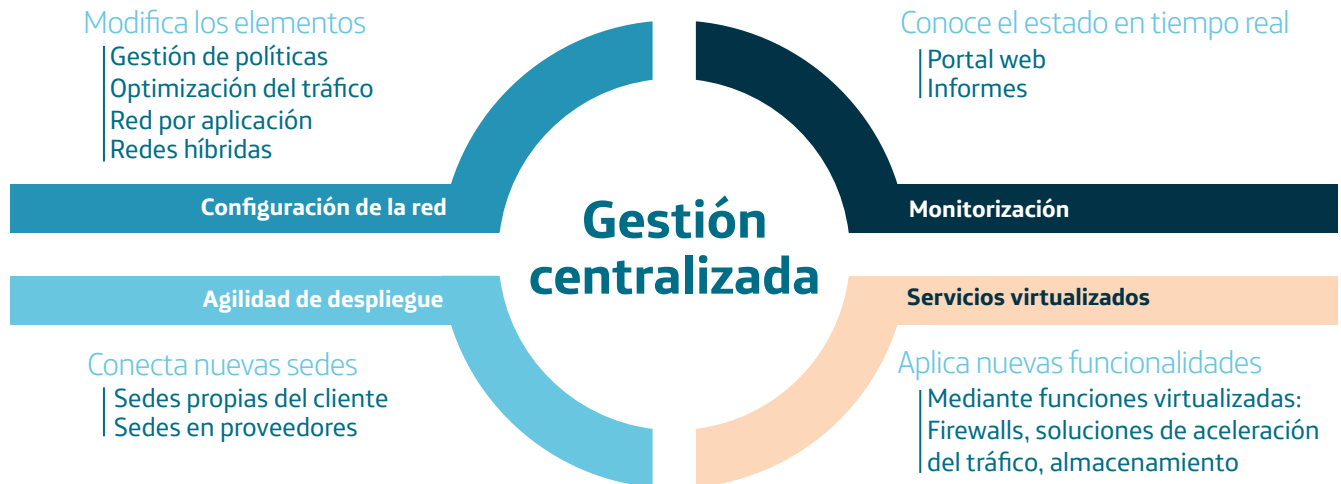 Modifica los elementos
Gestión de políticas
Optimización del tráfico
Red por aplicación
Redes híbridas
Configuración de la red
Conoce el estado en tiempo real
Portal web
Informes
Monitorización
Gestión
centralizada
Agilidad de despliegue
Conecta nuevas sedes
Sedes propias del cliente
Sedes en proveedores
Servicios virtualizados
Aplica nuevas funcionalidades
Mediante funciones virtualizadas:
Firewalls, soluciones de aceleración
del tráfico, almacenamiento